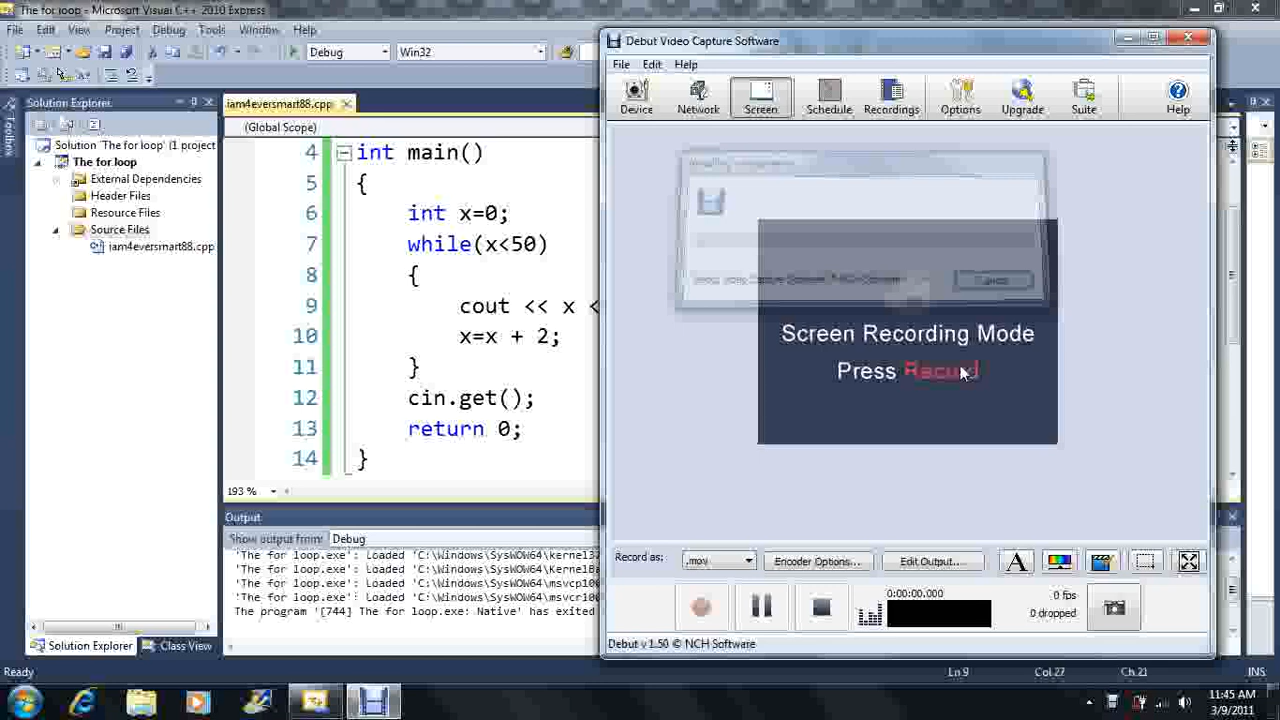 The for loop - Microsoft Visual C++ 2010 Express
File Edit View Project Debug Tools Window Help
Debug Win32
Solution Explorer
Solution 'The for loop' (1 project
The for loop
External Dependencies
Header Files
Resource Files
Source Files
iam4eversmart88.cpp
Toolbox
iam4eversmart88.cpp
(Global Scope)
4 int main()
5 {
6 int x=0;
7 while(x<50)
8 {
9 cout << x <
10 x=x + 2;
11 }
12 cin.get();
13 return 0;
14 }
193 %
Output
Show output from: Debug
'The for loop.exe': Loaded 'C:\Windows\SysWOW64\kernel32
'The for loop.exe': Loaded 'C:\Windows\SysWOW64\KernelBa
'The for loop.exe': Loaded 'C:\Windows\SysWOW64\msvcp100
'The for loop.exe': Loaded 'C:\Windows\SysWOW64\msvcr100
The program '[744] The for loop.exe: Native' has exited
Solution Explorer Class View
Ready
Ln 9 Col 27 Ch 21 INS
Debut Video Capture Software
File Edit Help
Device Network Screen Schedule Recordings Options Upgrade Suite Help
Screen Recording Mode
Press Record
Record as: .mov Encoder Options... Edit Output... A
0:00:00.000 0 fps
0 dropped
Debut v 1.50 © NCH Software
11:45 AM
3/9/2011